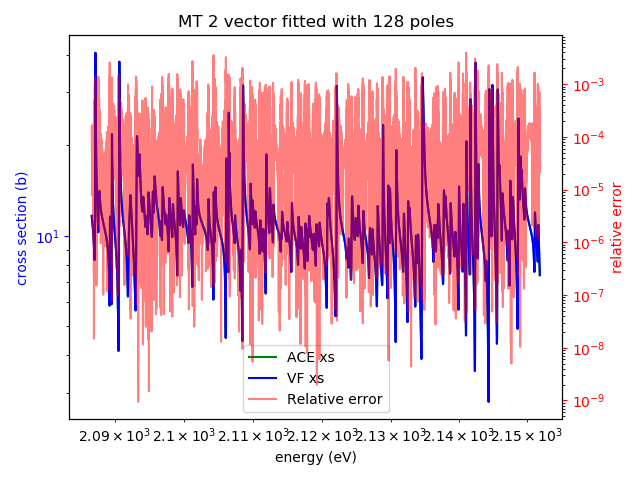 MT 2 vector fitted with 128 poles
cross section (b)
10¹
relative error
10⁻³
10⁻⁴
10⁻⁵
10⁻⁶
10⁻⁷
10⁻⁸
10⁻⁹
ACE xs
VF xs
Relative error
2.09 × 10³ 2.1 × 10³ 2.11 × 10³ 2.12 × 10³ 2.13 × 10³ 2.14 × 10³ 2.15 × 10³
energy (eV)